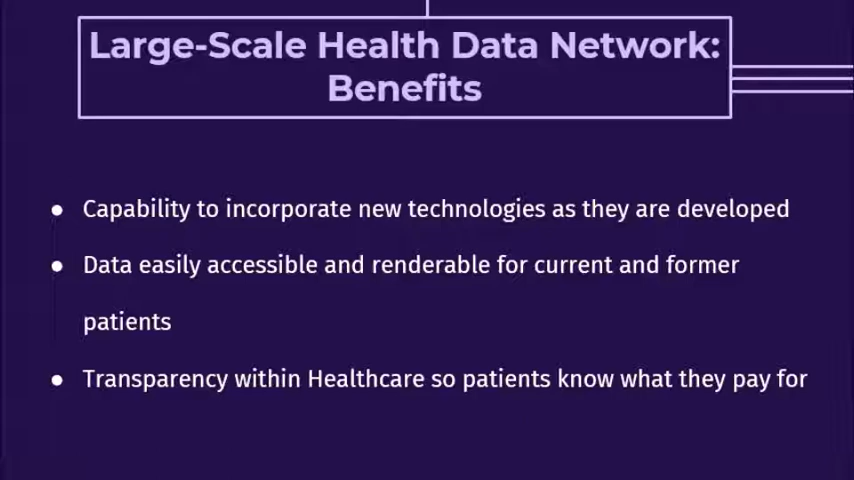 Large-Scale Health Data Network:
Benefits
● Capability to incorporate new technologies as they are developed
● Data easily accessible and renderable for current and former
patients
● Transparency within Healthcare so patients know what they pay for